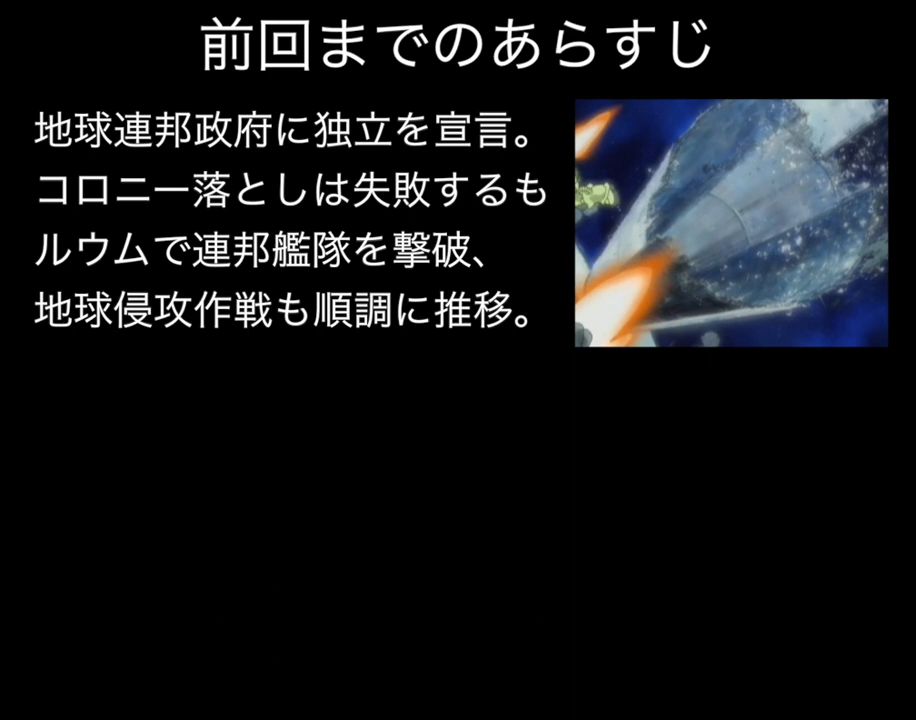 前回までのあらすじ
地球連邦政府に独立を宣言。
コロニー落としは失敗するも
ルウムで連邦艦隊を撃破、
地球侵攻作戦も順調に推移。